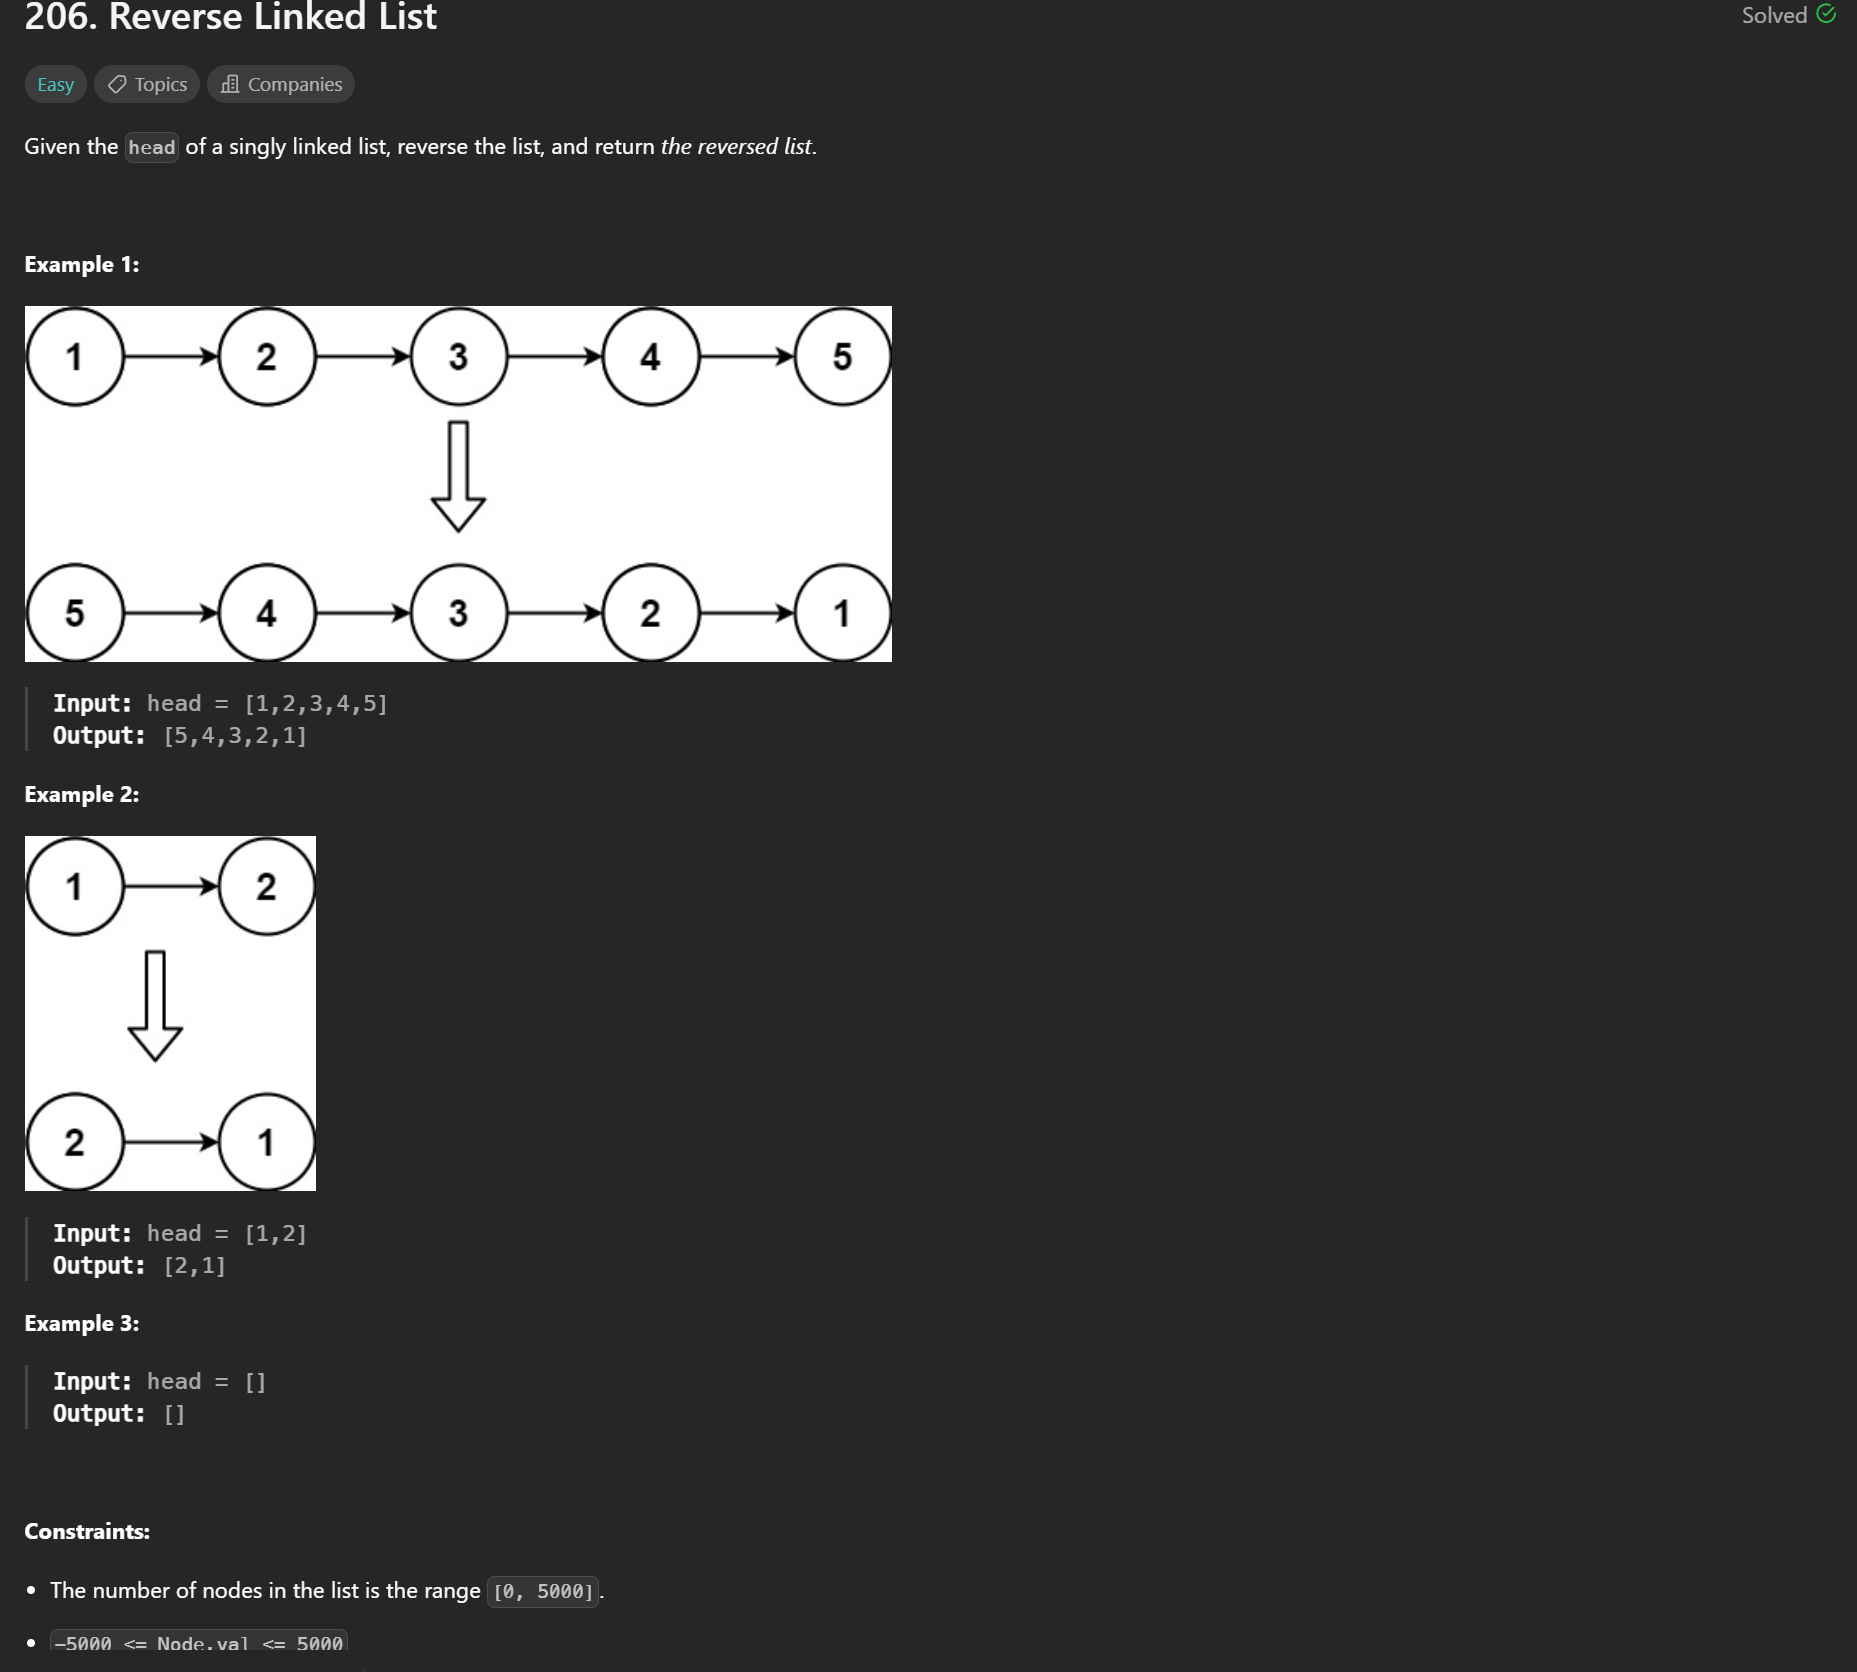 206. Reverse Linked List
Solved
Easy
Topics
Companies
Given the head of a singly linked list, reverse the list, and return the reversed list.
Example 1:
1 2 3 4 5
5 4 3 2 1
Input: head = [1,2,3,4,5]
Output: [5,4,3,2,1]
Example 2:
1 2
2 1
Input: head = [1,2]
Output: [2,1]
Example 3:
Input: head = []
Output: []
Constraints:
• The number of nodes in the list is the range [0, 5000].
• -5000 <= Node.val <= 5000